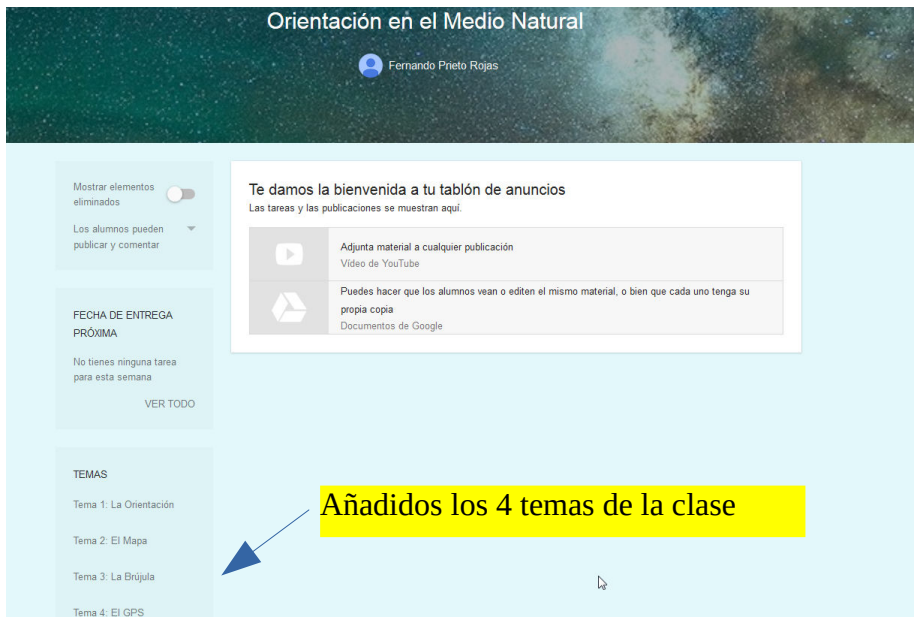 Orientación en el Medio Natural
Fernando Prieto Rojas
Mostrar elementos
eliminados
Los alumnos pueden
publicar y comentar
FECHA DE ENTREGA
PRÓXIMA
No tienes ninguna tarea
para esta semana
VER TODO
TEMAS
Tema 1: La Orientación
Tema 2: El Mapa
Tema 3: La Brújula
Tema 4: El GPS
Te damos la bienvenida a tu tablón de anuncios
Las tareas y las publicaciones se muestran aquí.
Adjunta material a cualquier publicación
Vídeo de YouTube
Puedes hacer que los alumnos vean o editen el mismo material, o bien que cada uno tenga su
propia copia
Documentos de Google
Añadidos los 4 temas de la clase